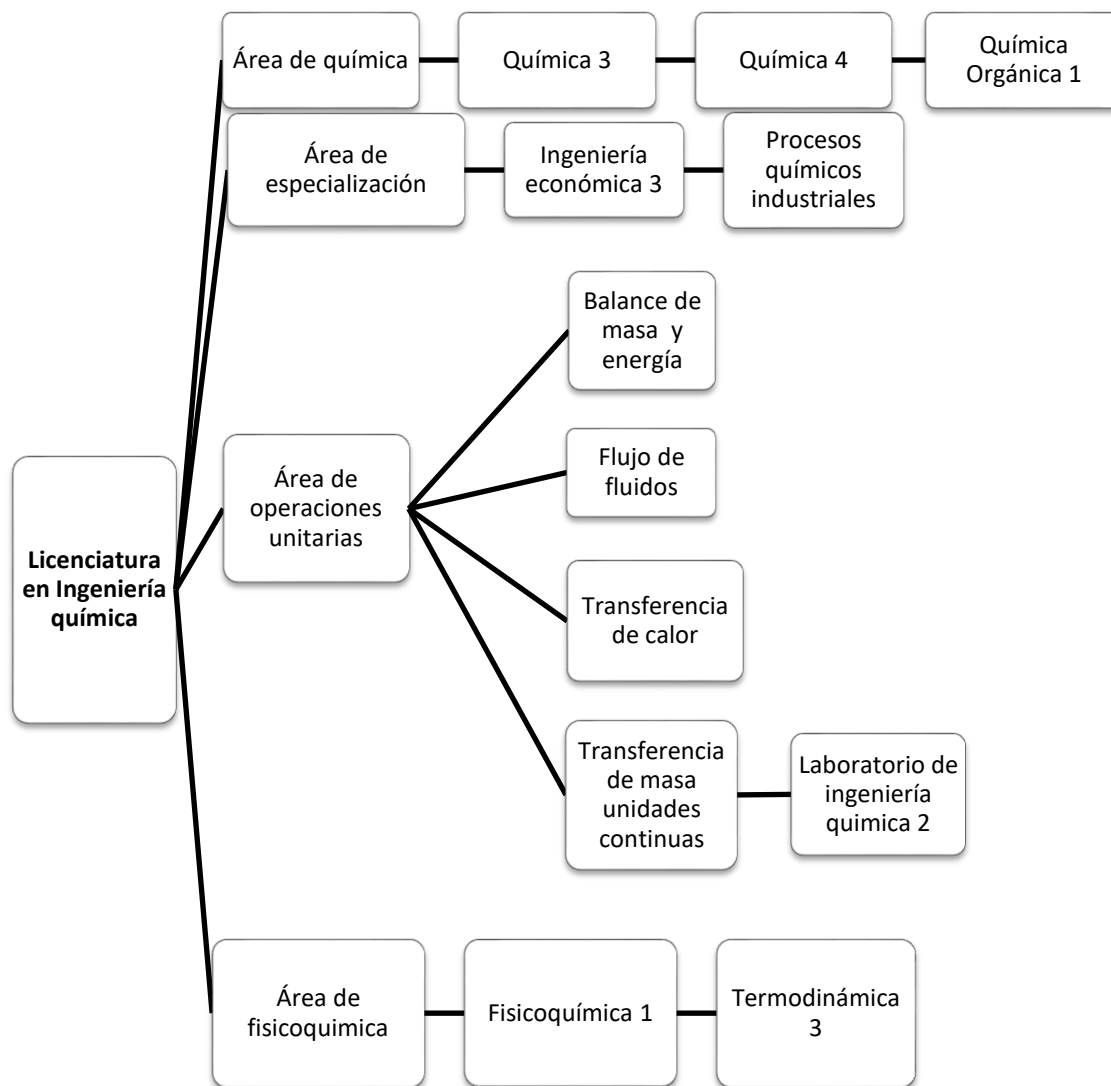 Área de química
Química 3
Química 4
Química
Orgánica 1
Área de
especialización
Ingeniería
económica 3
Procesos
químicos
industriales
Licenciatura
en Ingeniería
química
Área de
operaciones
unitarias
Balance de
masa y
energía
Flujo de
fluidos
Transferencia
de calor
Transferencia
de masa
unidades
continuas
Laboratorio de
ingeniería
quimica 2
Área de
fisicoquimica
Fisicoquímica 1
Termodinámica
3